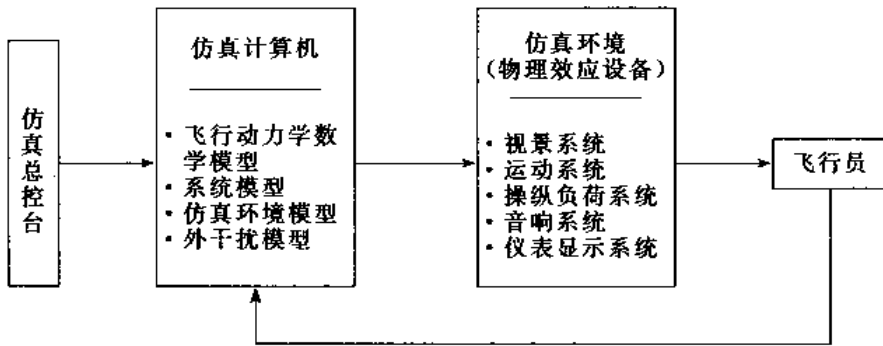 仿真总控台
仿真计算机
• 飞行动力学数
学模型
• 系统模型
• 仿真环境模型
• 外干扰模型
仿真环境
（物理效应设备）
• 视景系统
• 运动系统
• 操纵负荷系统
• 音响系统
• 仪表显示系统
飞行员